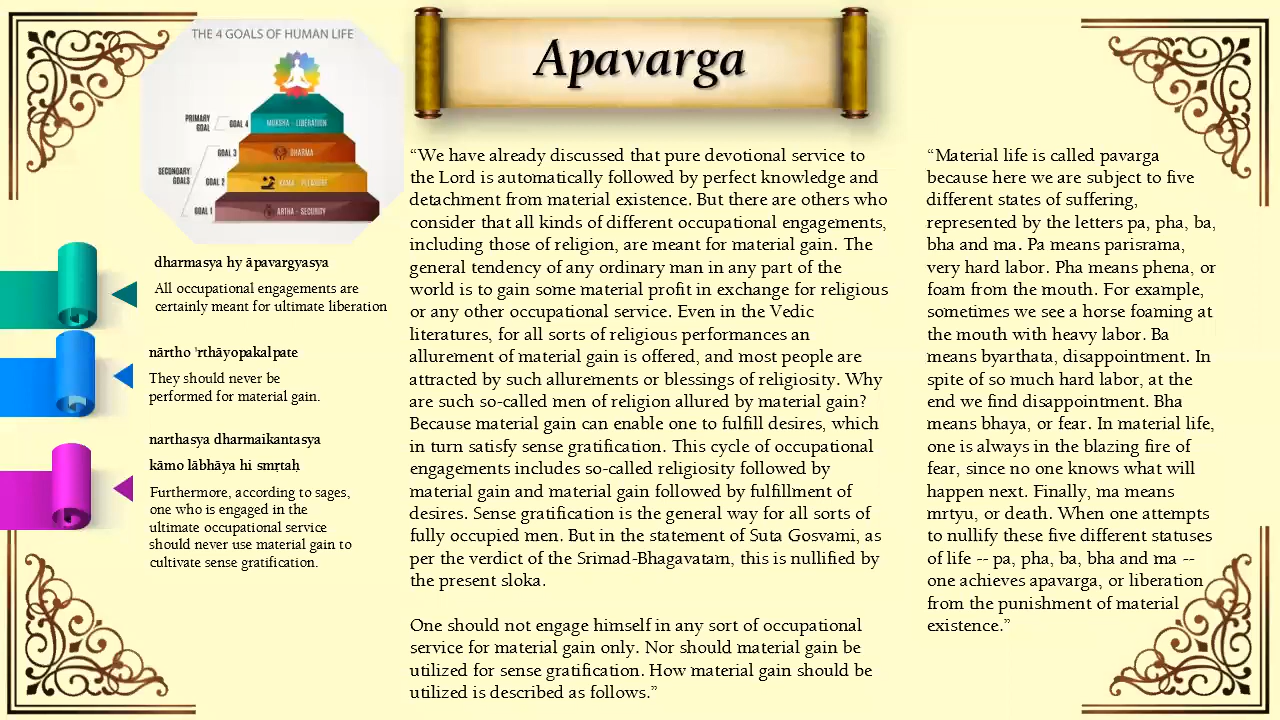 THE 4 GOALS OF HUMAN LIFE
PRIMARY
GOAL
GOAL 4
MOKSHA - LIBERATION
GOAL 3
DHARMA
SECONDARY
GOALS
GOAL 2
KAMA - PLEASURE
GOAL 1
ARTHA - SECURITY
dharmasya hy āpavargyasya
All occupational engagements are
certainly meant for ultimate liberation
nārtho 'rthāyopakalpate
They should never be
performed for material gain.
narthasya dharmaikantasya
kāmo lābhāya hi smṛtaḥ
Furthermore, according to sages,
one who is engaged in the
ultimate occupational service
should never use material gain to
cultivate sense gratification.
Apavarga
“We have already discussed that pure devotional service to
the Lord is automatically followed by perfect knowledge and
detachment from material existence. But there are others who
consider that all kinds of different occupational engagements,
including those of religion, are meant for material gain. The
general tendency of any ordinary man in any part of the
world is to gain some material profit in exchange for religious
or any other occupational service. Even in the Vedic
literatures, for all sorts of religious performances an
allurement of material gain is offered, and most people are
attracted by such allurements or blessings of religiosity. Why
are such so-called men of religion allured by material gain?
Because material gain can enable one to fulfill desires, which
in turn satisfy sense gratification. This cycle of occupational
engagements includes so-called religiosity followed by
material gain and material gain followed by fulfillment of
desires. Sense gratification is the general way for all sorts of
fully occupied men. But in the statement of Suta Gosvami, as
per the verdict of the Srimad-Bhagavatam, this is nullified by
the present sloka.
One should not engage himself in any sort of occupational
service for material gain only. Nor should material gain be
utilized for sense gratification. How material gain should be
utilized is described as follows.”
“Material life is called pavarga
because here we are subject to five
different states of suffering,
represented by the letters pa, pha, ba,
bha and ma. Pa means parisrama,
very hard labor. Pha means phena, or
foam from the mouth. For example,
sometimes we see a horse foaming at
the mouth with heavy labor. Ba
means byarthata, disappointment. In
spite of so much hard labor, at the
end we find disappointment. Bha
means bhaya, or fear. In material life,
one is always in the blazing fire of
fear, since no one knows what will
happen next. Finally, ma means
mrtyu, or death. When one attempts
to nullify these five different statuses
of life -- pa, pha, ba, bha and ma --
one achieves apavarga, or liberation
from the punishment of material
existence.”